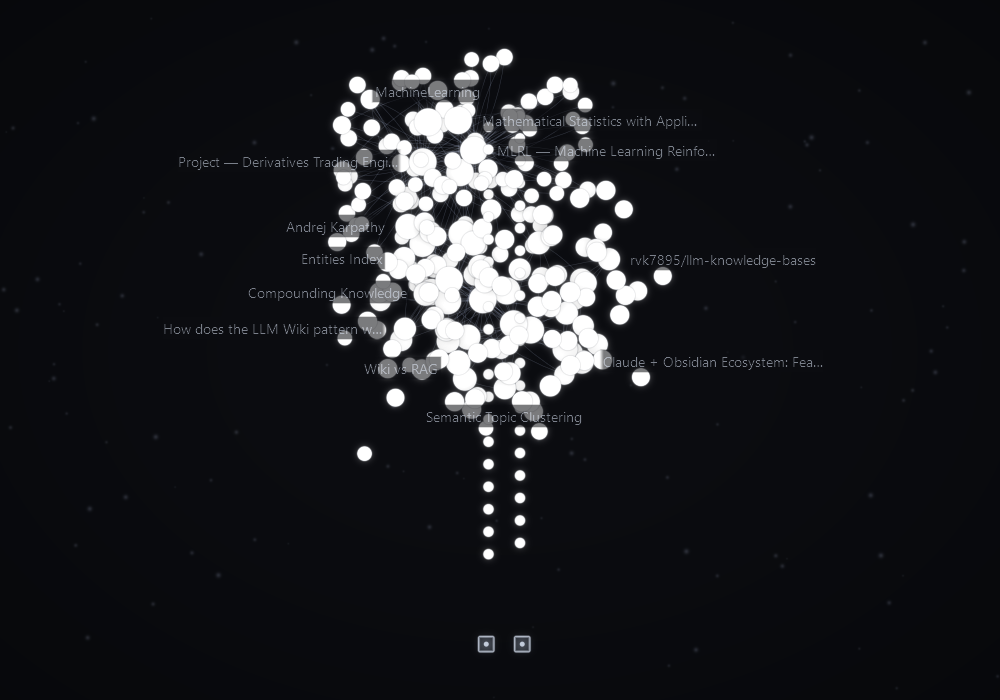 MachineLearning
Mathematical Statistics with Appli...
MLRL — Machine Learning Reinfo...
Project — Derivatives Trading Engi...
Andrej Karpathy
Entities Index
rvk7895/llm-knowledge-bases
Compounding Knowledge
How does the LLM Wiki pattern w...
Claude + Obsidian Ecosystem: Fea...
Wiki vs RAG
Semantic Topic Clustering